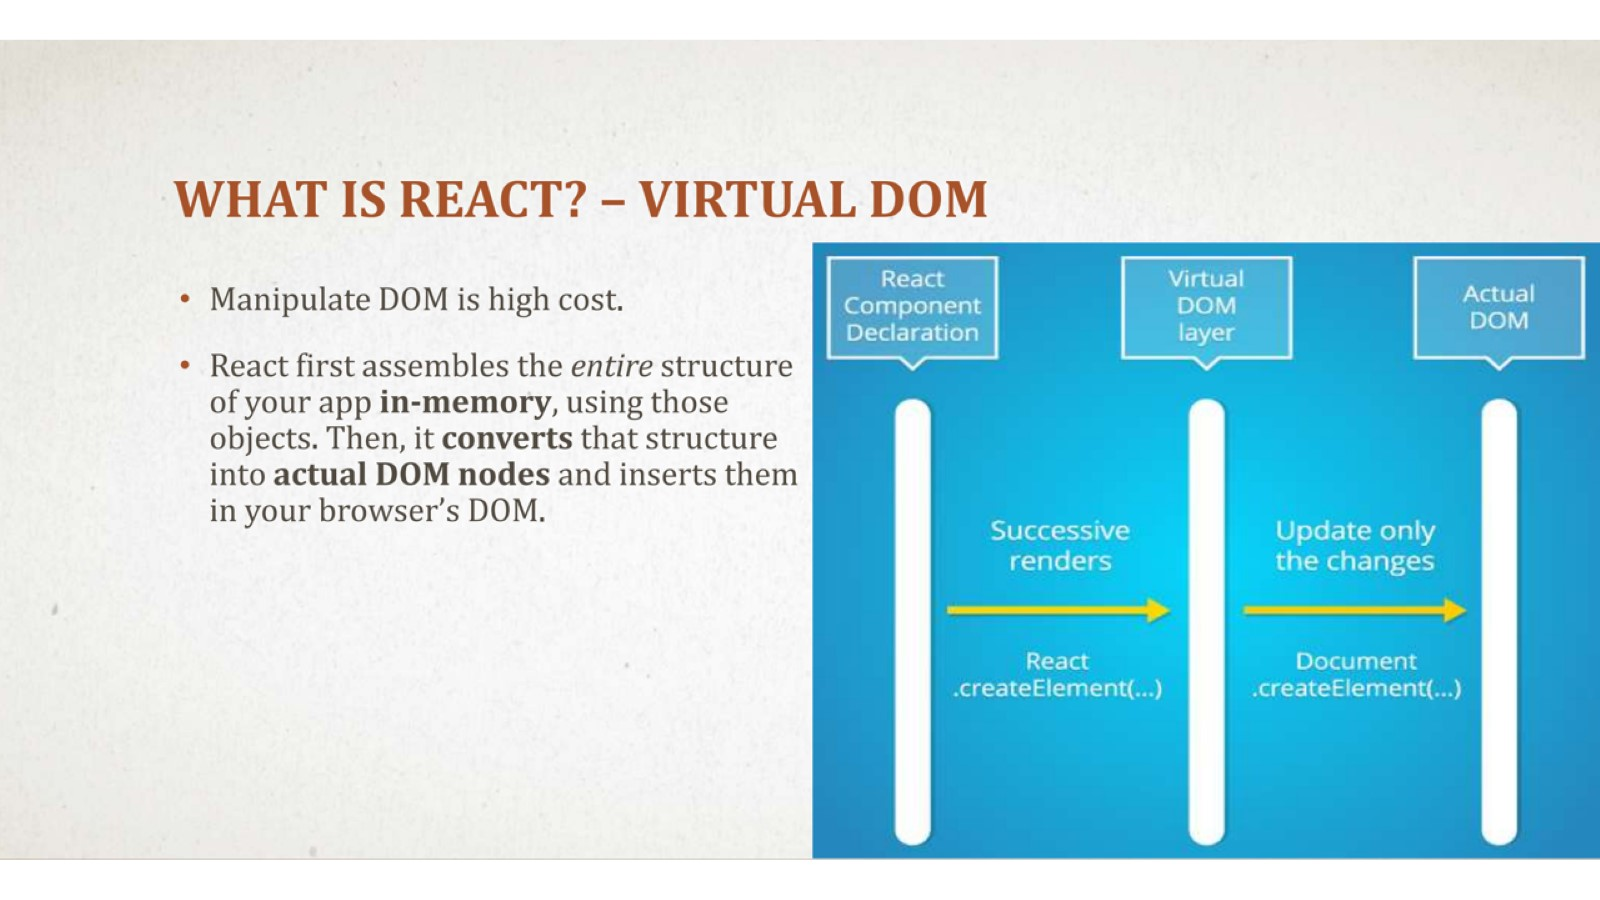 WHAT IS REACT? – VIRTUAL DOM
• Manipulate DOM is high cost.
• React first assembles the entire structure
of your app in-memory, using those
objects. Then, it converts that structure
into actual DOM nodes and inserts them
in your browser’s DOM.
React
Component
Declaration
Virtual
DOM
layer
Actual
DOM
Successive
renders
Update only
the changes
React
.createElement(...)
Document
.createElement(...)